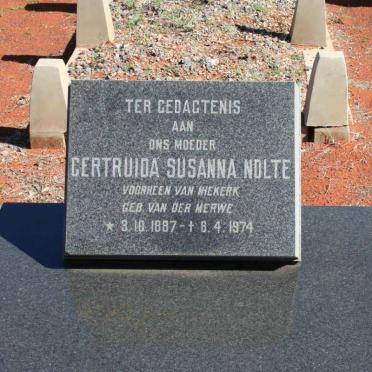 TER GEDAGTENIS
AAN
ONS MOEDER
GERTRUIDA SUSANNA NOLTE
VOORHEEN VAN NIEKERK
GEB. VAN DER MERWE
* 3.10.1887 - † 8.4.1974